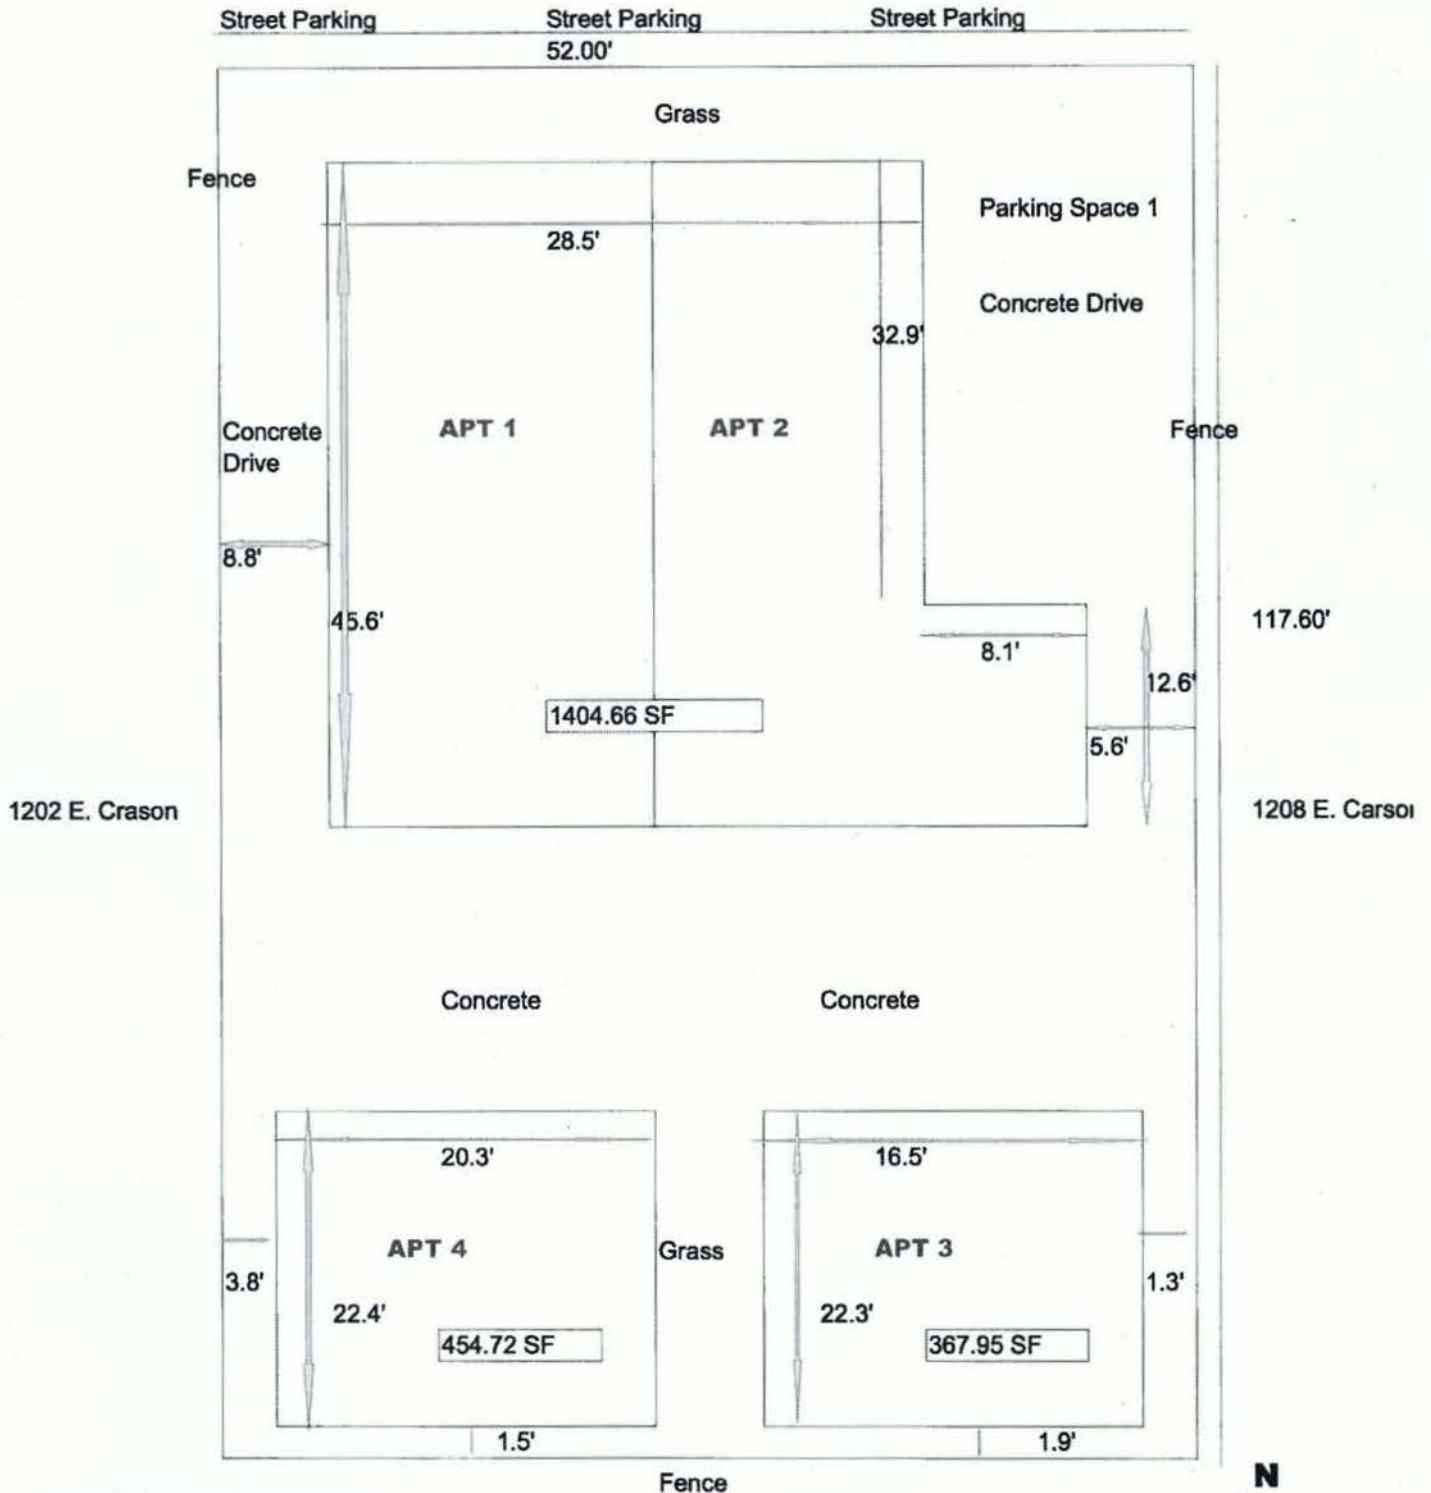 Street Parking
Street Parking
Street Parking
52.00'
Grass
Fence
Parking Space 1
28.5'
Concrete Drive
32.9'
Concrete
Drive
APT 1
APT 2
Fence
8.8'
45.6'
117.60'
8.1'
12.6'
1404.66 SF
5.6'
1202 E. Crason
1208 E. Carso
Concrete
Concrete
20.3'
16.5'
APT 4
Grass
APT 3
3.8'
1.3'
22.4'
22.3'
454.72 SF
367.95 SF
1.5'
1.9'
Fence
N